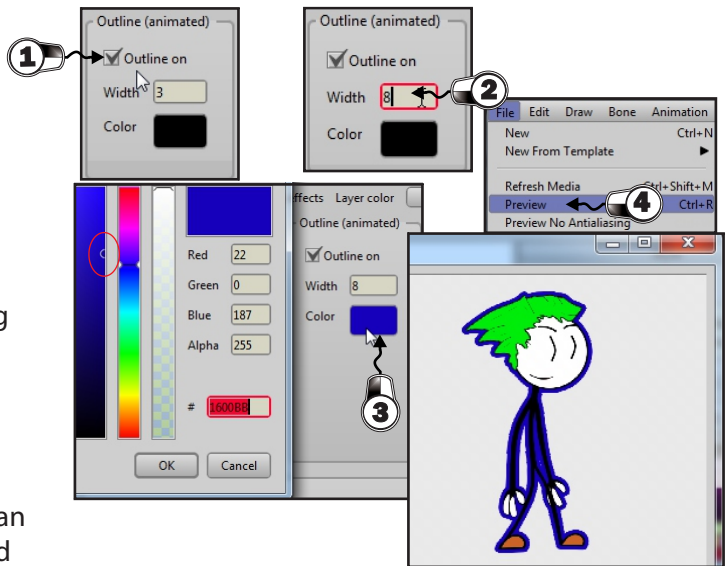 Outline (animated)
1
Outline on
Width 3
Color
Outline (animated)
Outline on
Width 8
2
Color
File Edit Draw Bone Animation
New Ctrl+N
New From Template
Refresh Media Ctrl+Shift+M
Preview 4 Ctrl+R
Preview No Antialiasing
Red 22
Green 0
Blue 187
Alpha 255
# 1600BB
OK Cancel
ffects Layer color
Outline (animated)
Outline on
Width 8
Color
3
g
an
d